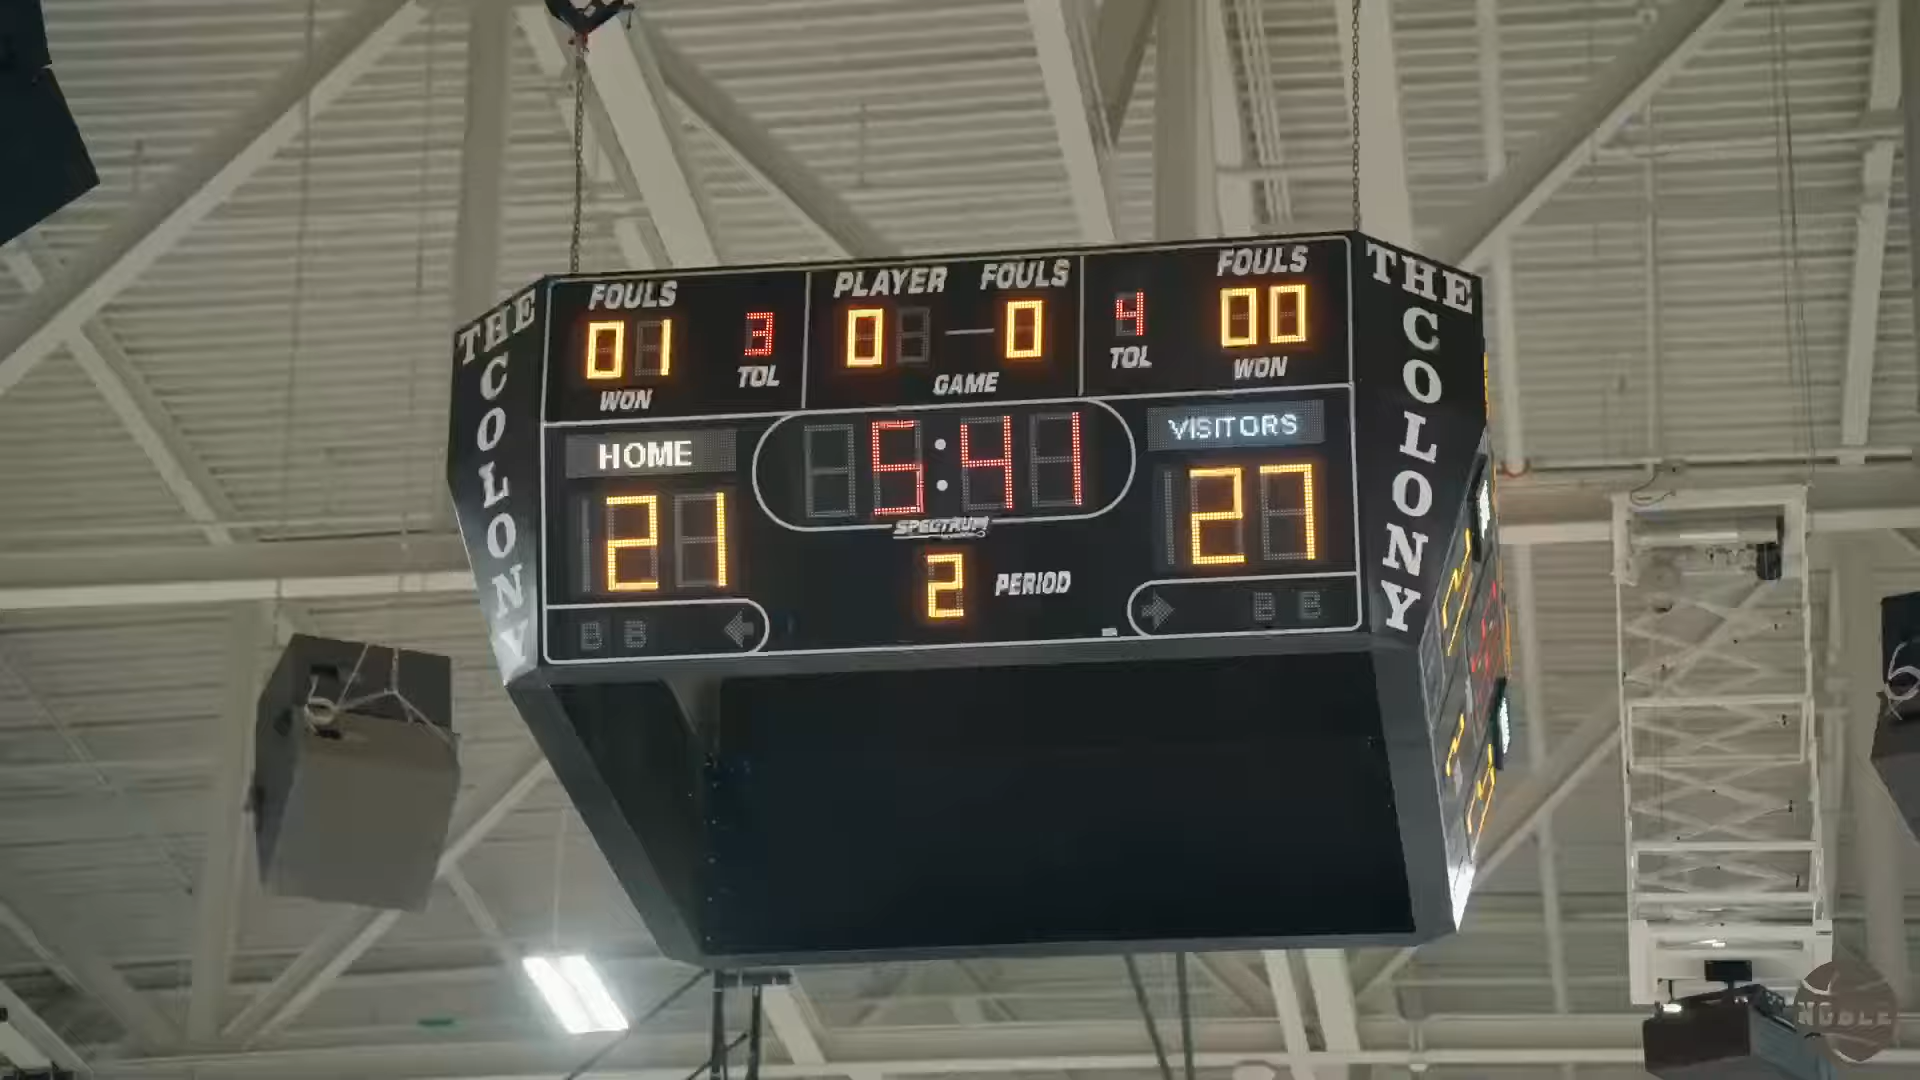 THE COLONY
FOULS
01
WON
3
TOL
PLAYER FOULS
0 — 0
GAME
4
TOL
FOULS
00
WON
THE COLONY
HOME
21
5:41
SPECTRUM
VISITORS
27
2 PERIOD
B B
B B
NOBLE